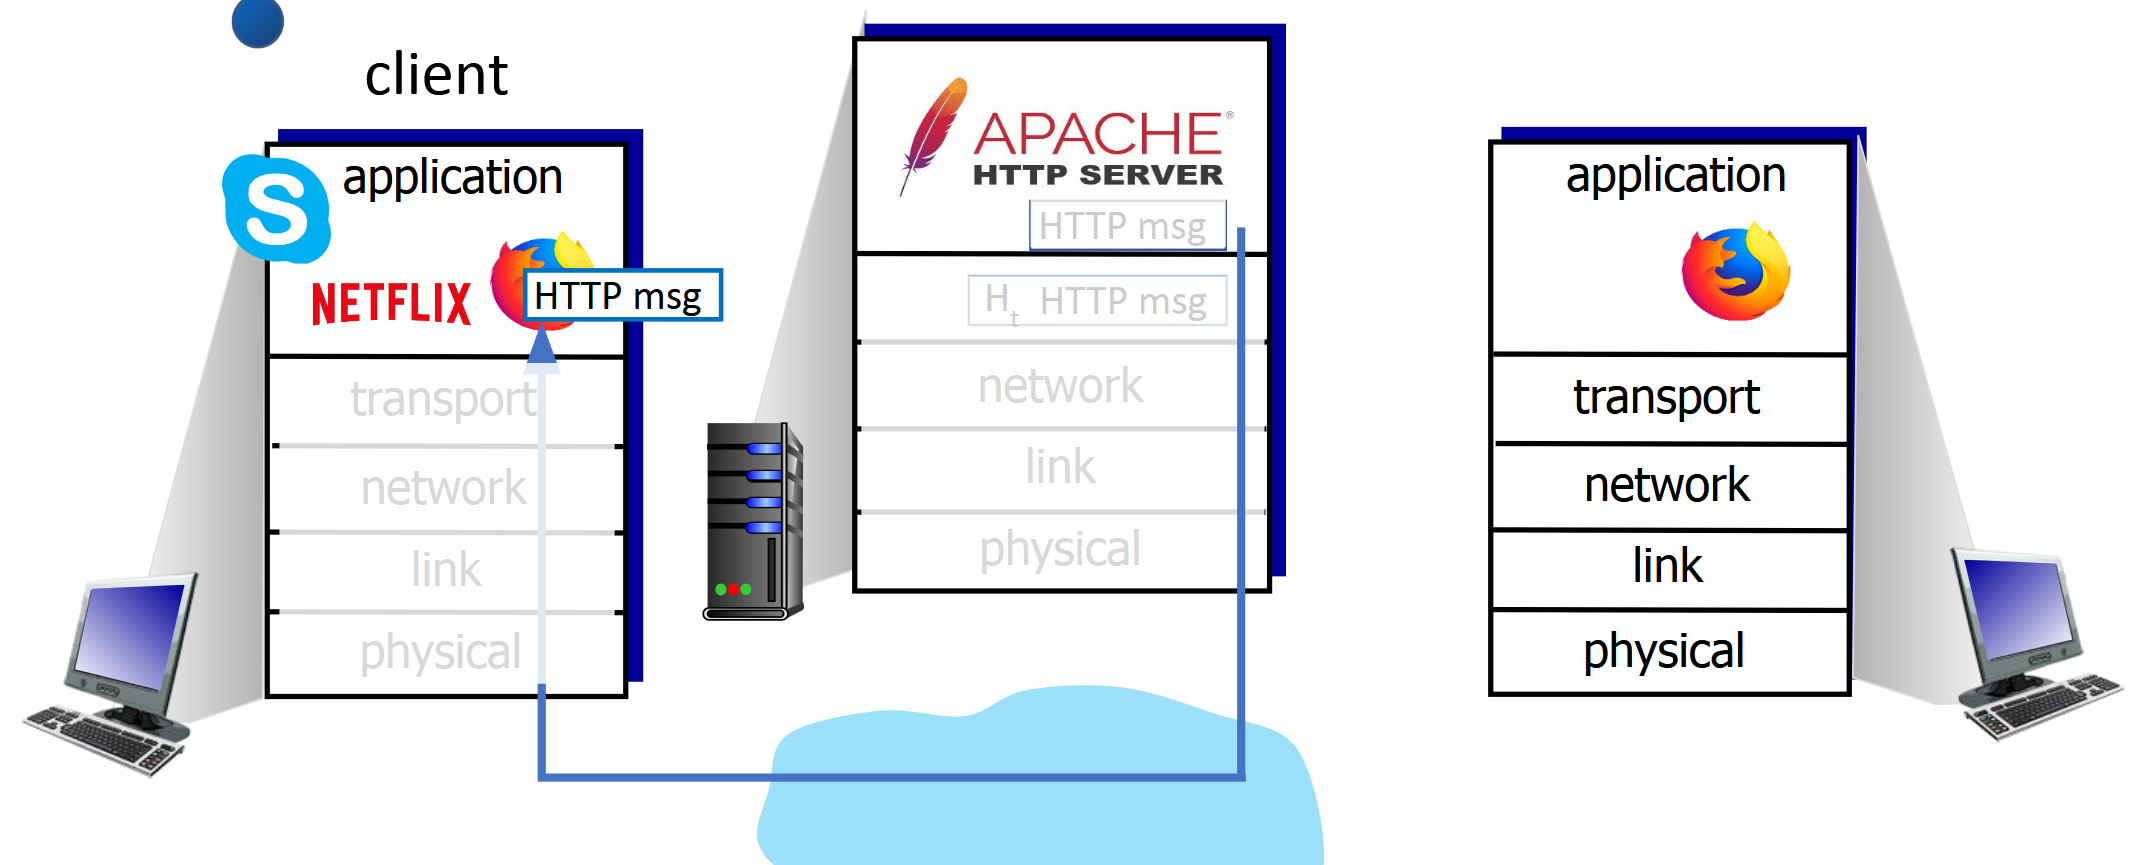 client
application
S
NETFLIX
HTTP msg
transport
network
link
physical
APACHE®
HTTP SERVER
HTTP msg
Ht HTTP msg
network
link
physical
application
transport
network
link
physical